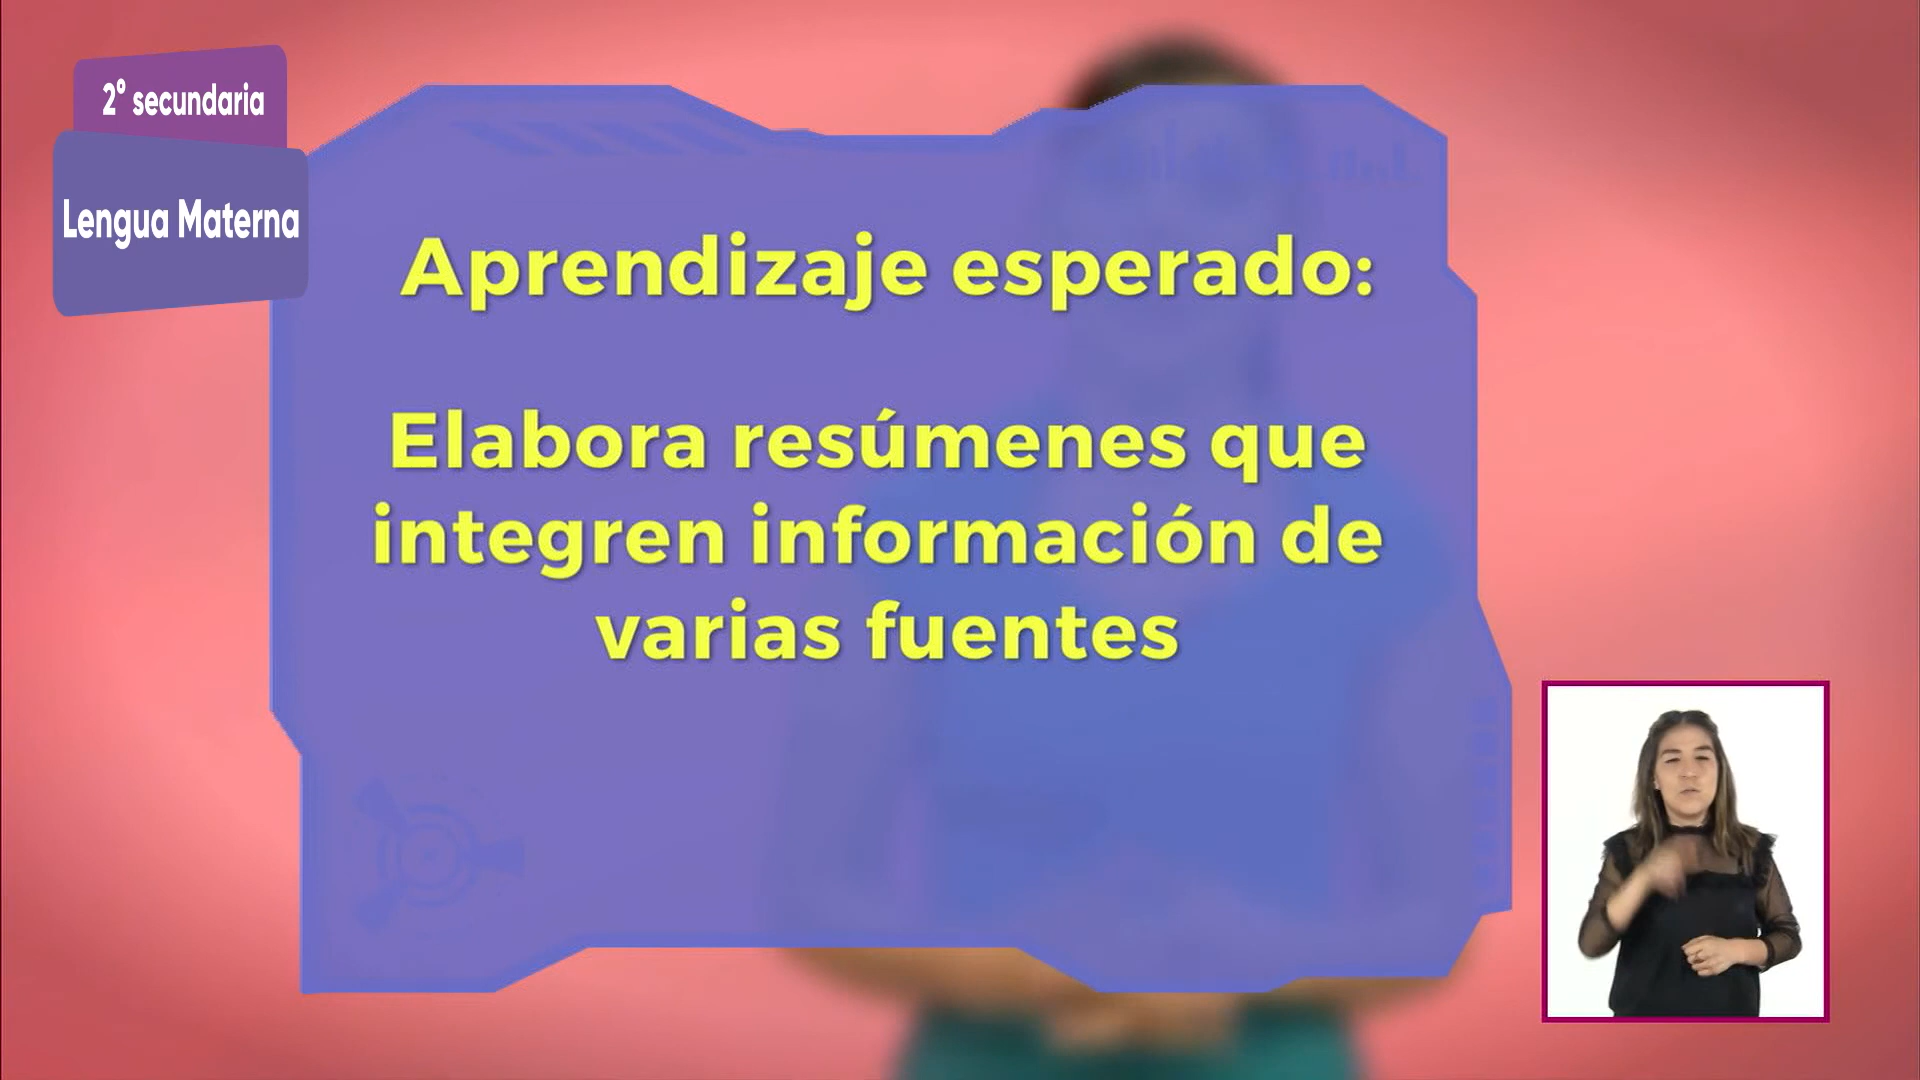 2° secundaria
Lengua Materna
Aprendizaje esperado:
Elabora resúmenes que
integren información de
varias fuentes